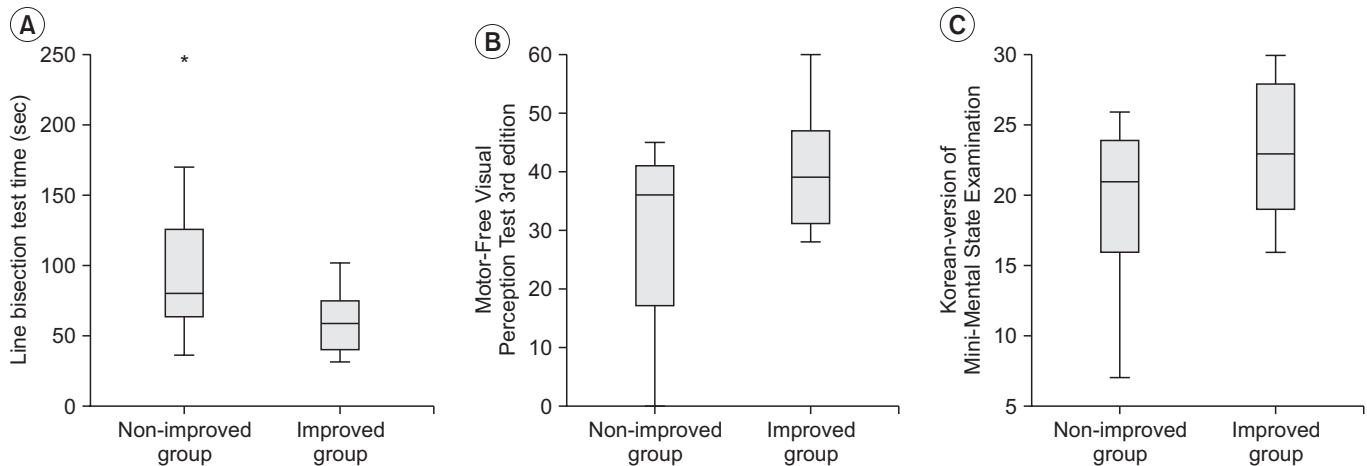 A
Line bisection test time (sec)
250
*
200
150
100
50
0
Non-improved
group
Improved
group
B
Motor-Free Visual
Perception Test 3rd edition
60
50
40
30
20
10
0
Non-improved
group
Improved
group
C
Korean-version of
Mini-Mental State Examination
30
25
20
15
10
5
Non-improved
group
Improved
group